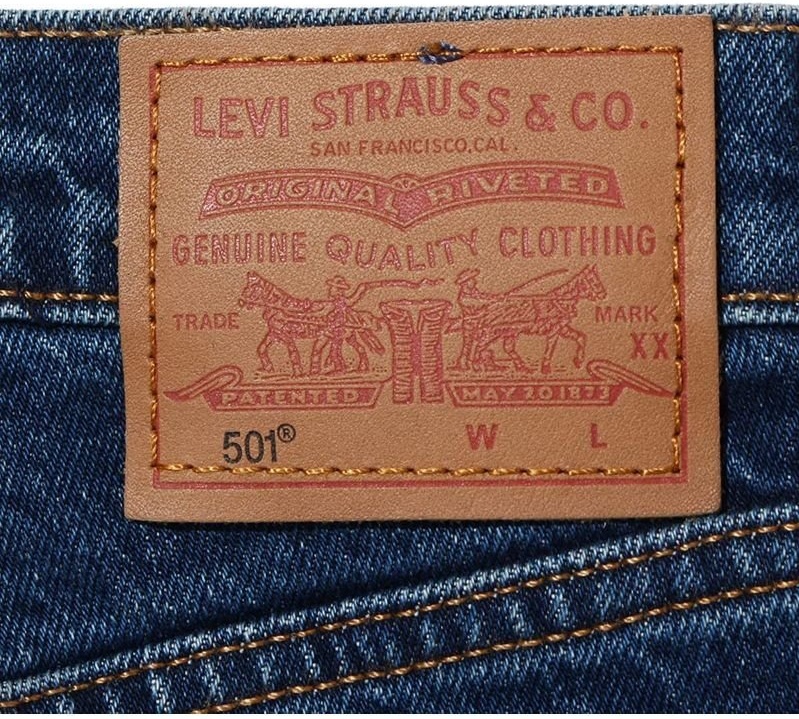 LEVI STRAUSS & CO.
SAN FRANCISCO, CAL.
ORIGINAL RIVETED
GENUINE QUALITY CLOTHING
TRADE MARK
XX
PATENTED MAY 20 1873
501® W L